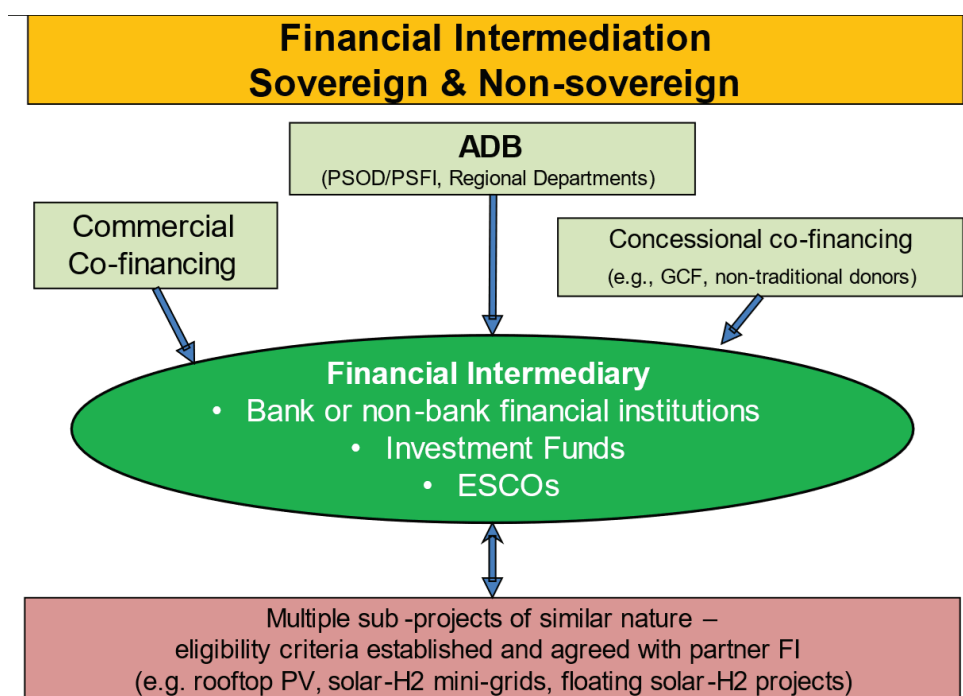 Financial Intermediation
Sovereign & Non-sovereign
ADB
(PSOD/PSFI, Regional Departments)
Commercial
Co-financing
Concessional co-financing
(e.g., GCF, non-traditional donors)
Financial Intermediary
• Bank or non-bank financial institutions
• Investment Funds
• ESCOs
Multiple sub-projects of similar nature –
eligibility criteria established and agreed with partner FI
(e.g. rooftop PV, solar-H2 mini-grids, floating solar-H2 projects)